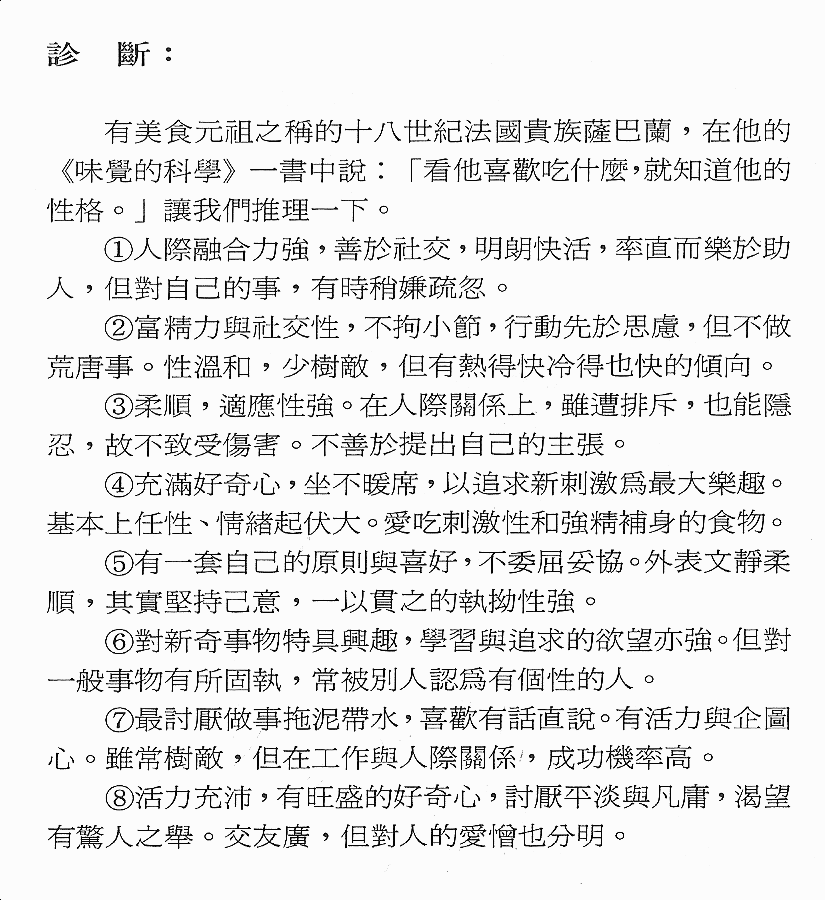 診　斷：
有美食元祖之稱的十八世紀法國貴族薩巴蘭，在他的
《味覺的科學》一書中說：「看他喜歡吃什麼，就知道他的
性格。」讓我們推理一下。
①人際融合力強，善於社交，明朗快活，率直而樂於助
人，但對自己的事，有時稍嫌疏忽。
②富精力與社交性，不拘小節，行動先於思慮，但不做
荒唐事。性溫和，少樹敵，但有熱得快冷得也快的傾向。
③柔順，適應性強。在人際關係上，雖遭排斥，也能隱
忍，故不致受傷害。不善於提出自己的主張。
④充滿好奇心，坐不暖席，以追求新刺激為最大樂趣。
基本上任性、情緒起伏大。愛吃刺激性和強精補身的食物。
⑤有一套自己的原則與喜好，不委屈妥協。外表文靜柔
順，其實堅持己意，一以貫之的執拗性強。
⑥對新奇事物特具興趣，學習與追求的欲望亦強。但對
一般事物有所固執，常被別人認為有個性的人。
⑦最討厭做事拖泥帶水，喜歡有話直說。有活力與企圖
心。雖常樹敵，但在工作與人際關係，成功機率高。
⑧活力充沛，有旺盛的好奇心，討厭平淡與凡庸，渴望
有驚人之舉。交友廣，但對人的愛憎也分明。